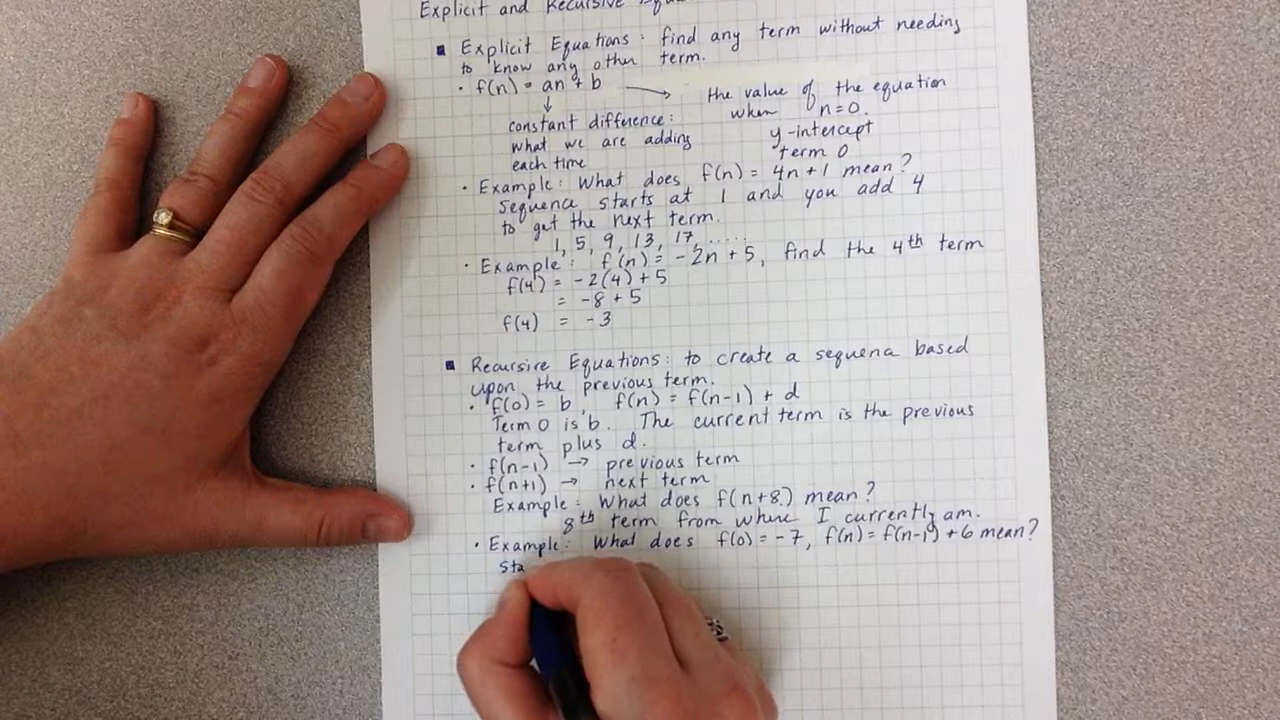 Explicit and Recursive Equa
▪ Explicit Equations: find any term without needing
to know any other term.
• f(n) = an + b → the value of the equation
↓ when n=0.
constant difference: y-intercept
what we are adding term 0
each time
• Example: What does f(n) = 4n+1 mean?
Sequence starts at 1 and you add 4
to get the next term.
1, 5, 9, 13, 17, .....
• Example: f(n) = -2n + 5, find the 4th term
f(4) = -2(4) + 5
= -8 + 5
f(4) = -3
▪ Recursive Equations: to create a sequena based
upon the previous term.
• f(0) = b, f(n) = f(n-1) + d
Term 0 is b. The current term is the previous
term plus d.
• f(n-1) → previous term
• f(n+1) → next term
Example: What does f(n+8) mean?
8th term from where I currently am.
• Example: What does f(0) = -7, f(n) = f(n-1) + 6 mean?
sta